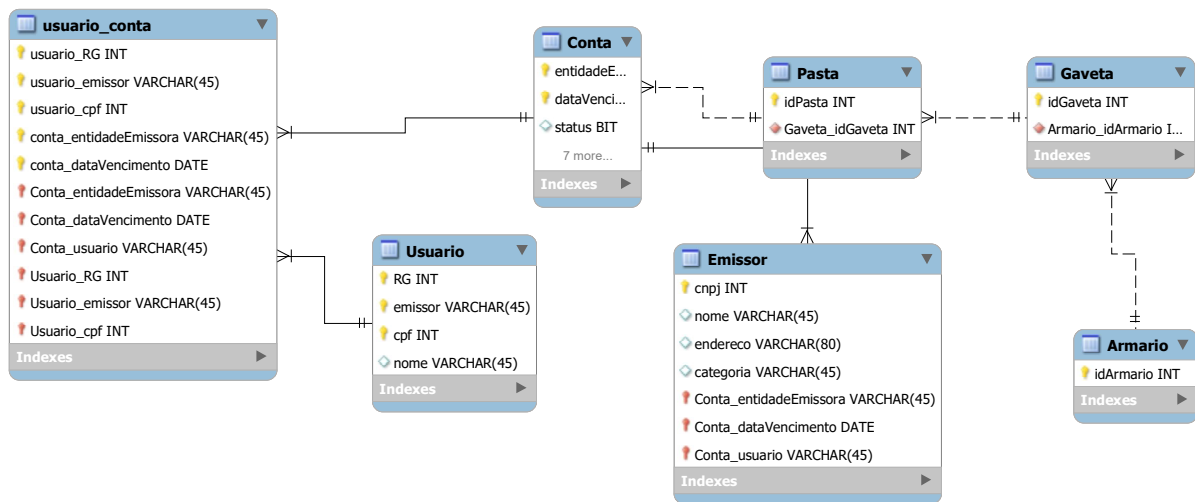 usuario_conta
usuario_RG INT
usuario_emissor VARCHAR(45)
usuario_cpf INT
conta_entidadeEmissora VARCHAR(45)
conta_dataVencimento DATE
Conta_entidadeEmissora VARCHAR(45)
Conta_dataVencimento DATE
Conta_usuario VARCHAR(45)
Usuario_RG INT
Usuario_emissor VARCHAR(45)
Usuario_cpf INT
Indexes
Conta
entidadeE...
dataVenci...
status BIT
7 more...
Indexes
Pasta
idPasta INT
Gaveta_idGaveta INT
Indexes
Gaveta
idGaveta INT
Armario_idArmario I...
Indexes
Usuario
RG INT
emissor VARCHAR(45)
cpf INT
nome VARCHAR(45)
Indexes
Emissor
cnpj INT
nome VARCHAR(45)
endereco VARCHAR(80)
categoria VARCHAR(45)
Conta_entidadeEmissora VARCHAR(45)
Conta_dataVencimento DATE
Conta_usuario VARCHAR(45)
Indexes
Armario
idArmario INT
Indexes